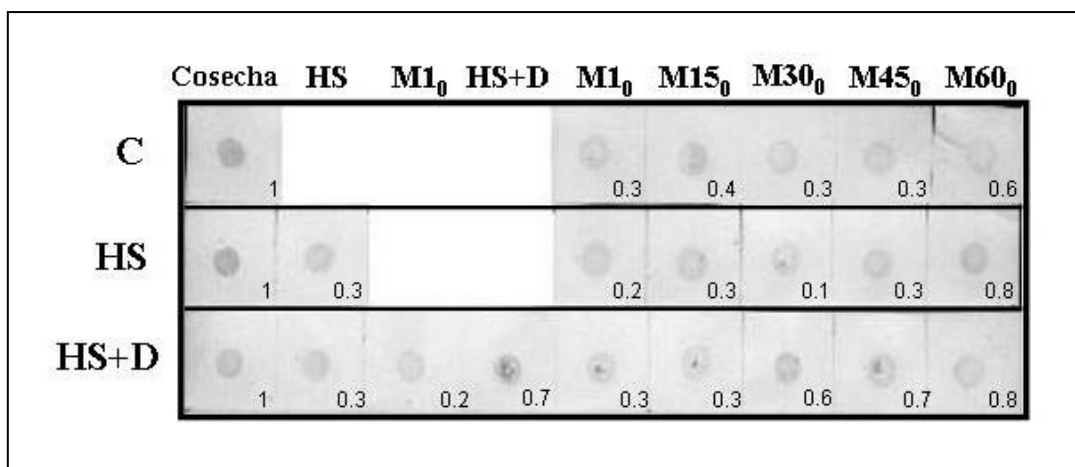 Cosecha HS M1₀ HS+D M1₀ M15₀ M30₀ M45₀ M60₀
C
1 0.3 0.4 0.3 0.3 0.6
HS
1 0.3 0.2 0.3 0.1 0.3 0.8
HS+D
1 0.3 0.2 0.7 0.3 0.3 0.6 0.7 0.8